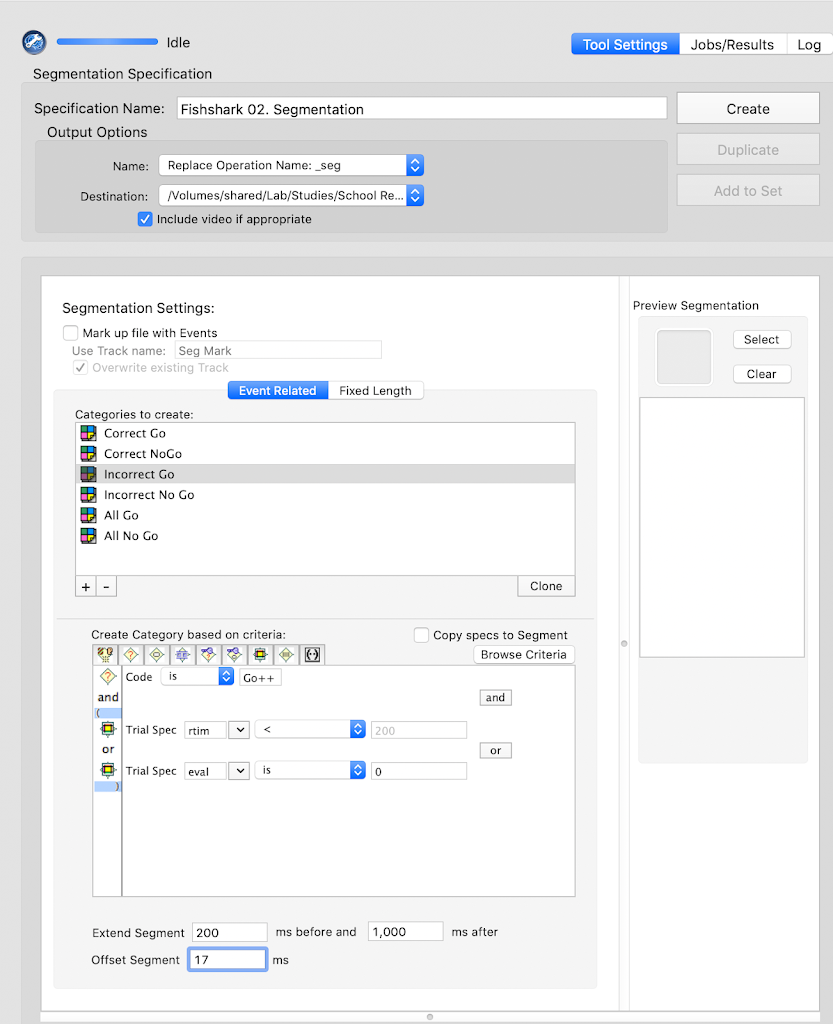 Idle
Tool Settings Jobs/Results Log
Segmentation Specification
Specification Name: Fishshark 02. Segmentation Create
Output Options
Duplicate
Name: Replace Operation Name: _seg
Add to Set
Destination: /Volumes/shared/Lab/Studies/School Re...
Include video if appropriate
Segmentation Settings:
Mark up file with Events
Use Track name: Seg Mark
Overwrite existing Track
Event Related Fixed Length
Categories to create:
Correct Go
Correct NoGo
Incorrect Go
Incorrect No Go
All Go
All No Go
+ - Clone
Create Category based on criteria: Copy specs to Segment
Browse Criteria
Code is Go++
and and
(
Trial Spec rtim < 200
or or
Trial Spec eval is 0
)
Extend Segment 200 ms before and 1,000 ms after
Offset Segment 17 ms
Preview Segmentation
Select
Clear